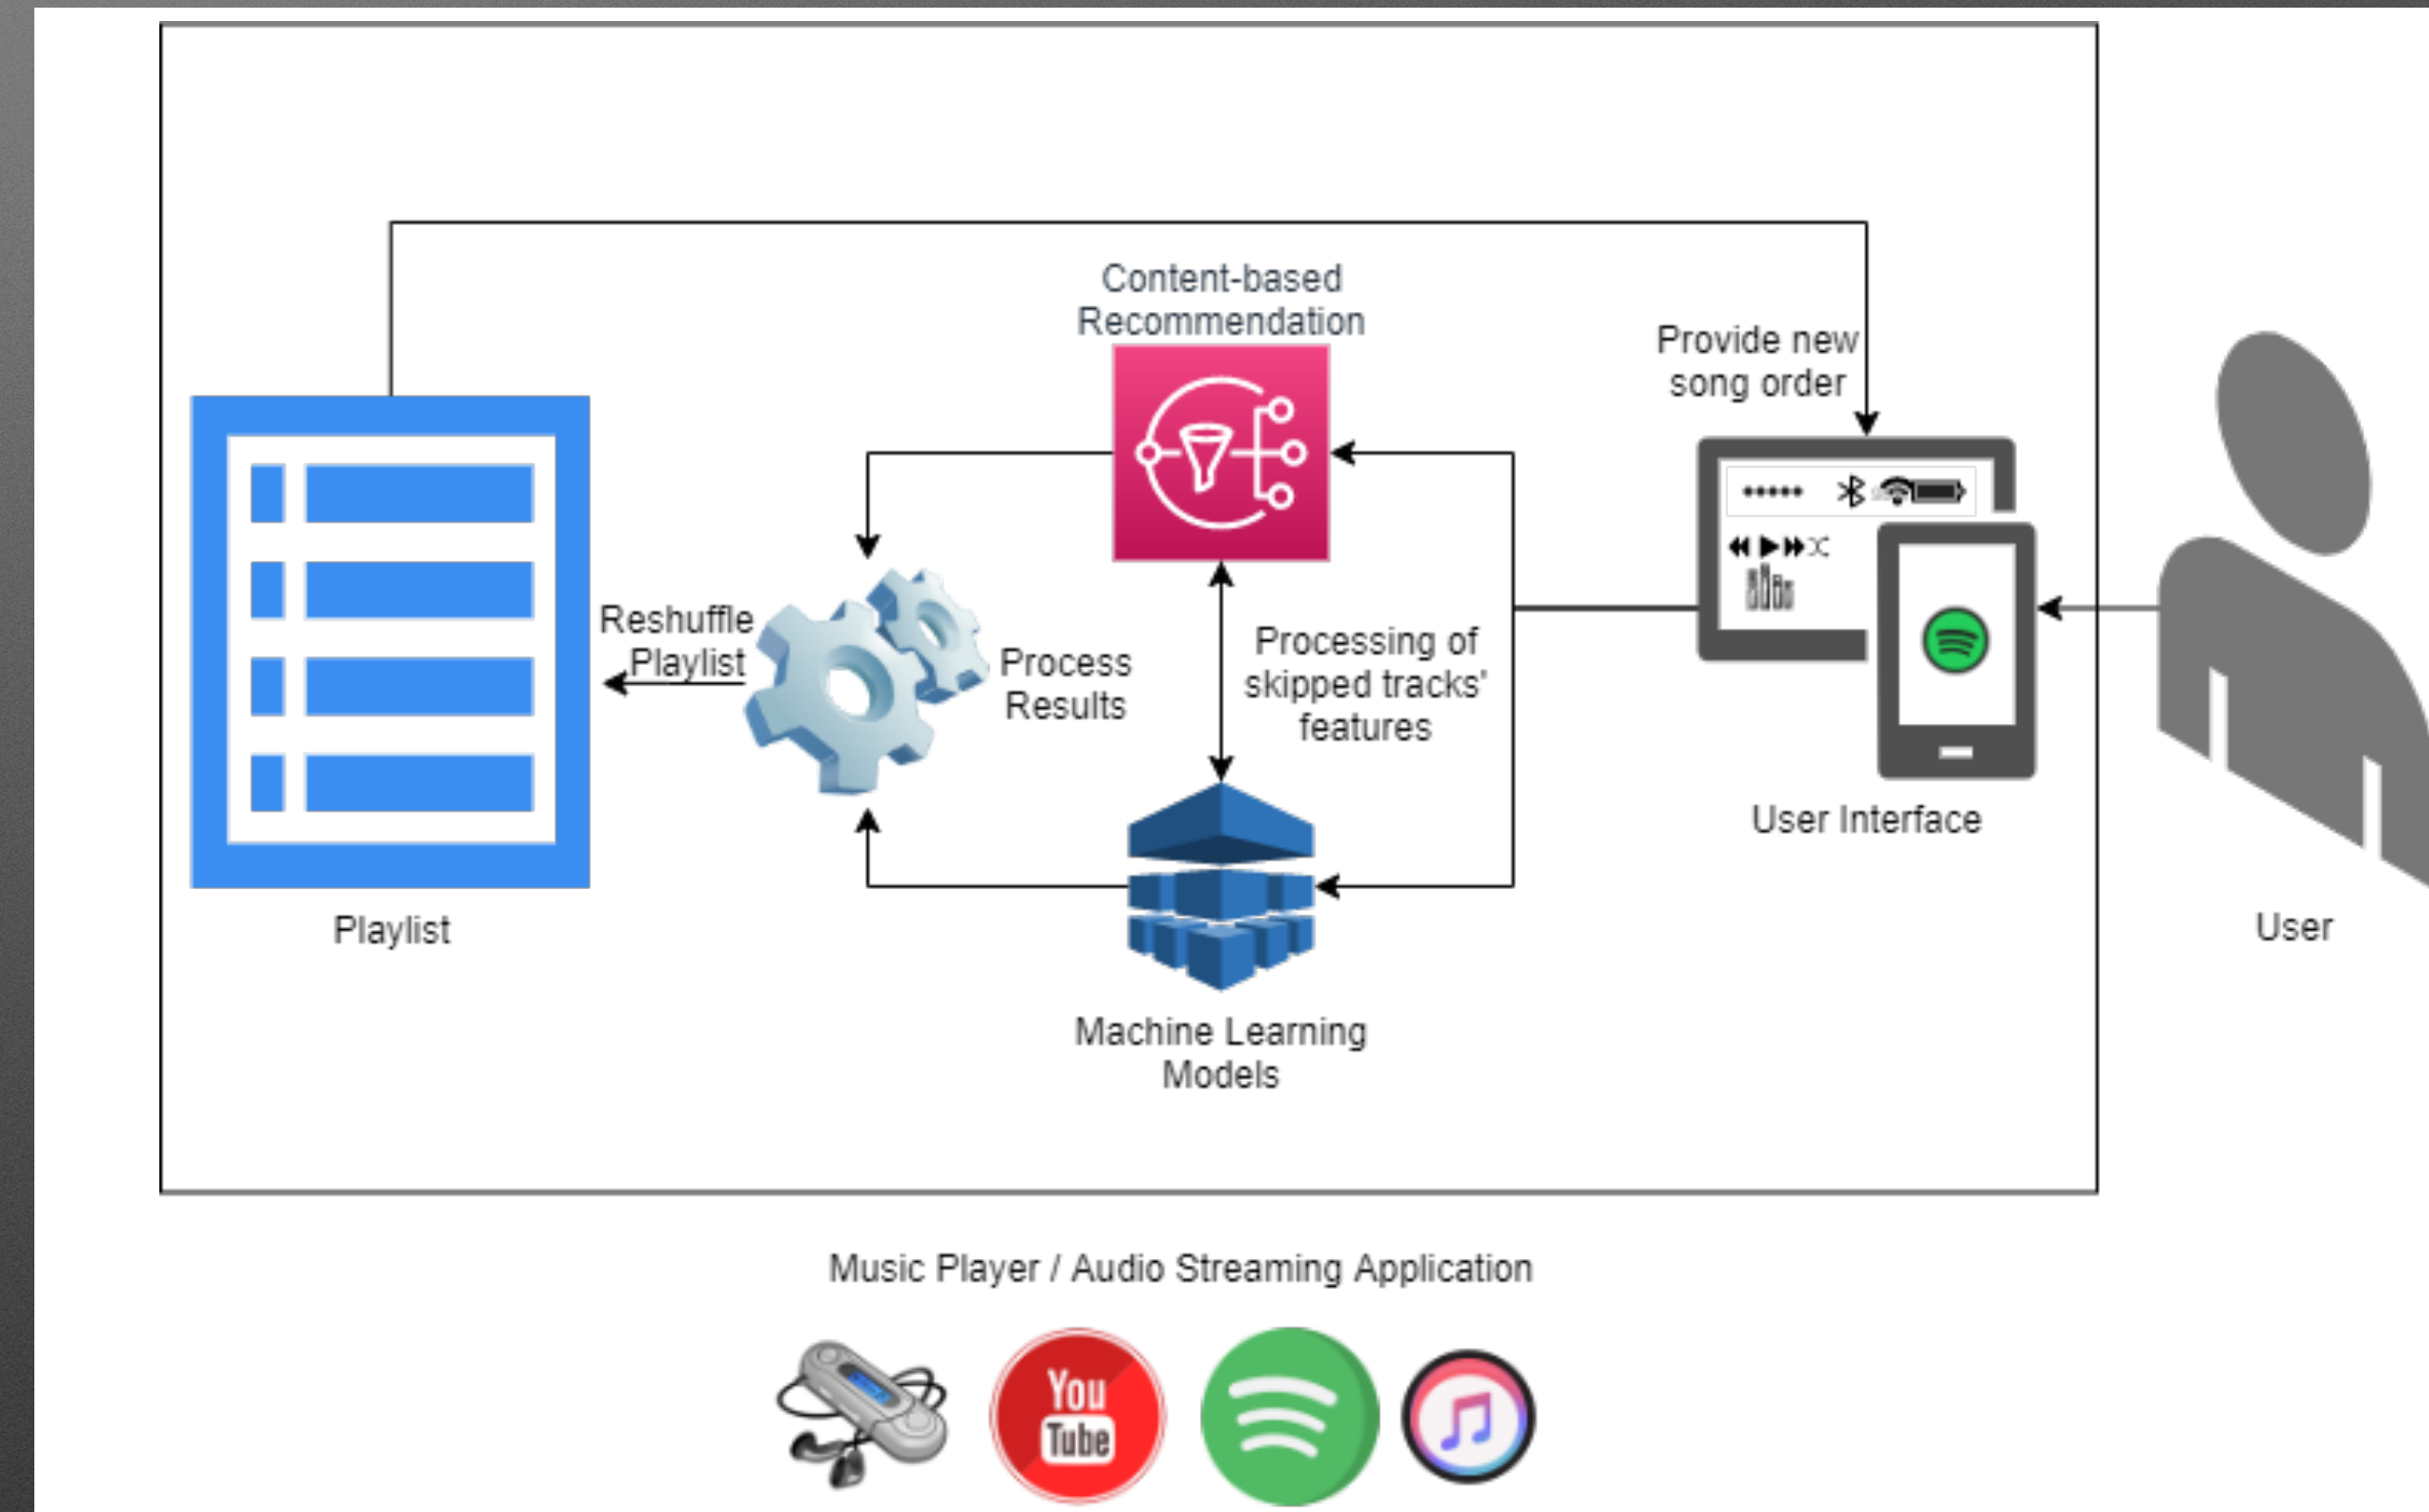 Content-based
Recommendation
Provide new
song order
Reshuffle
Playlist
Process
Results
Processing of
skipped tracks'
features
User Interface
Playlist
User
Machine Learning
Models
Music Player / Audio Streaming Application
You
Tube